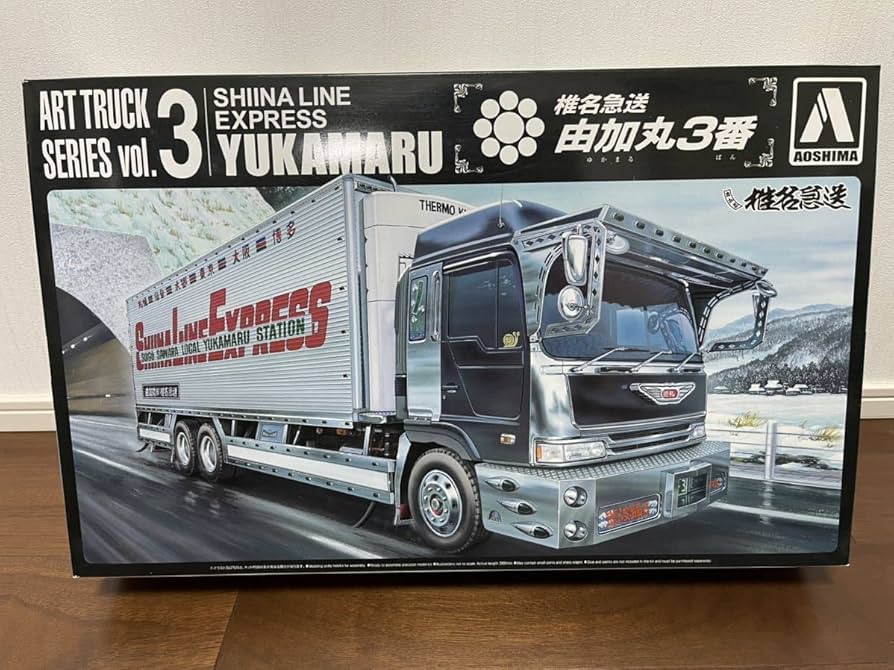 ART TRUCK
SERIES vol.3
SHIINA LINE
EXPRESS
YUKAMARU
椎名急送
由加丸3番
ゆかまる ばん
AOSHIMA
椎名急送
THERMO K
大阪 博多
SHIINA LINE EXPRESS
SOGO SAWARA LOCAL YUKAMARU STATION